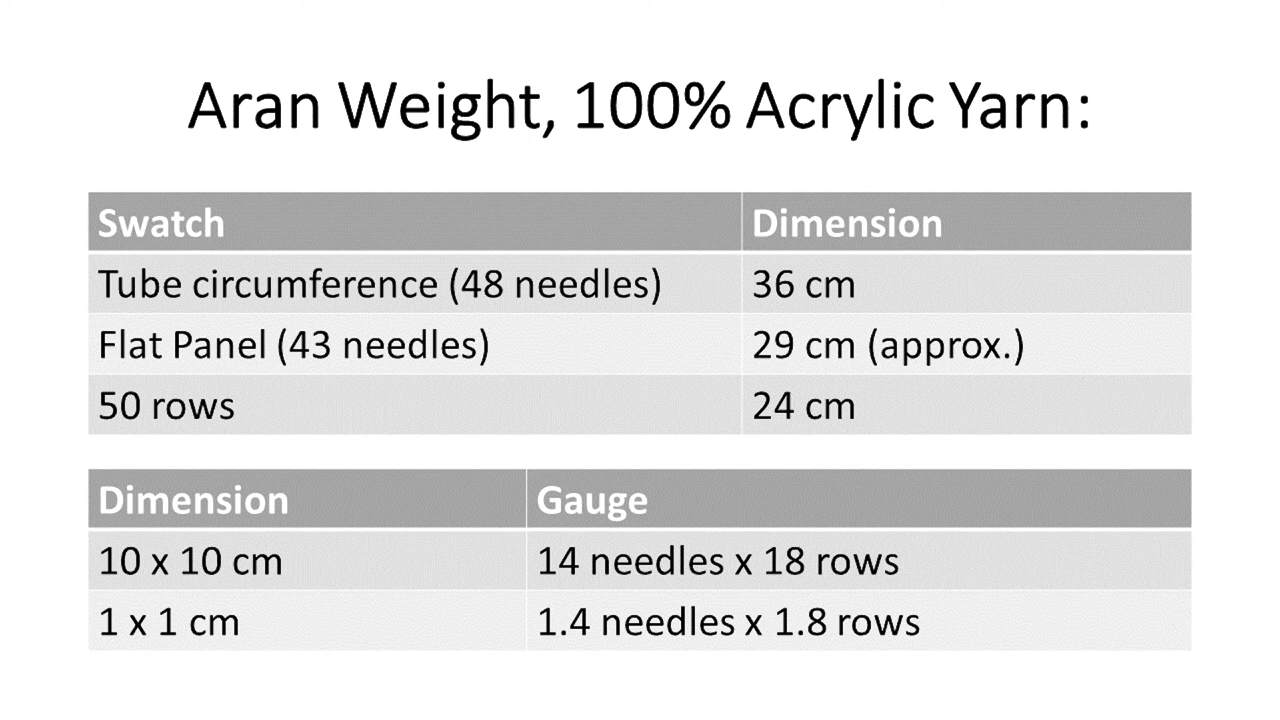 Aran Weight, 100% Acrylic Yarn:
Swatch Dimension
Tube circumference (48 needles) 36 cm
Flat Panel (43 needles) 29 cm (approx.)
50 rows 24 cm
Dimension Gauge
10 x 10 cm 14 needles x 18 rows
1 x 1 cm 1.4 needles x 1.8 rows